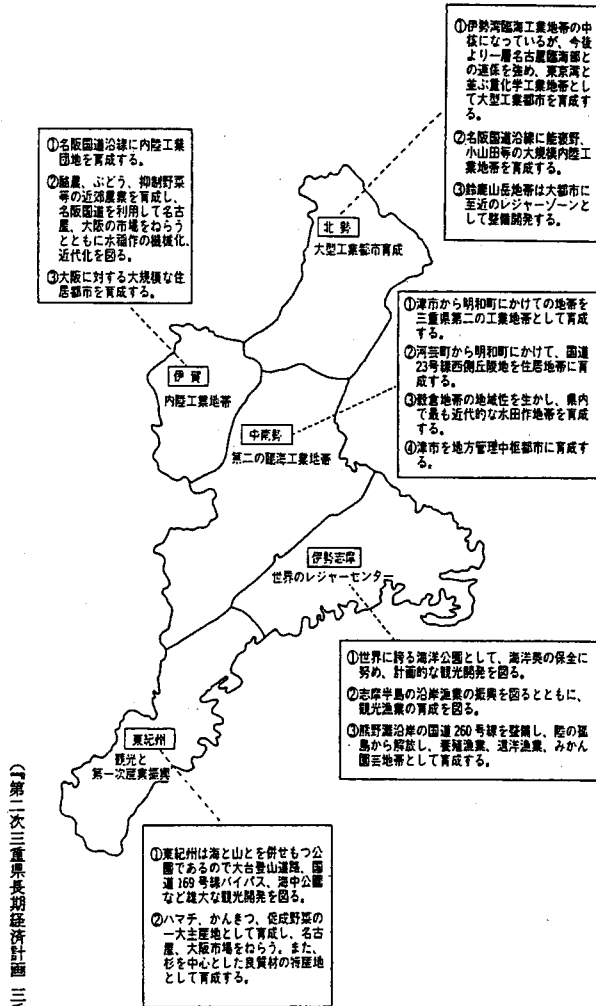 ①伊勢湾臨海工業地帯の中
核になっているが、今後
より一層名古屋臨海部と
の連係を強め、東京湾と
並ぶ重化学工業地帯とし
て大型工業都市を育成す
る。
②名阪国道沿線に能褒野、
小山田等の大規模内陸工
業地帯を育成する。
③鈴鹿山岳地帯は大都市に
至近のレジャーゾーンと
して整備開発する。
①名阪国道沿線に内陸工業
団地を育成する。
②酪農、ぶどう、抑制野菜
等の近郊農業を育成し、
名阪国道を利用して名古
屋、大阪の市場をねらう
とともに水稲作の機械化、
近代化を図る。
③大阪に対する大規模な住
居都市を育成する。
北勢
大型工業都市育成
①津市から明和町にかけての地帯を
三重県第二の工業地帯として育成
する。
②河芸町から明和町にかけて、国道
23号線西側丘陵地を住居地帯に育
成する。
③穀倉地帯の地域性を生かし、県内
で最も近代的な水田作地帯を育成
する。
④津市を地方管理中枢都市に育成す
る。
伊賀
内陸工業地帯
中南勢
第二の臨海工業地帯
伊勢志摩
世界のレジャーセンター
①世界に誇る海洋公園として、海洋美の保全に
努め、計画的な観光開発を図る。
②志摩半島の沿岸漁業の振興を図るとともに、
観光漁業の育成を図る。
③熊野灘沿岸の国道260号線を整備し、陸の孤
島から解放し、養殖漁業、遠洋漁業、みかん
園芸地帯として育成する。
東紀州
観光と
第一次産業振興
①東紀州は海と山とを併せもつ公
園であるので大台登山道路、国
道169号線バイパス、海中公園
など雄大な観光開発を図る。
②ハマチ、かんきつ、促成野菜の
一大主産地として育成し、名古
屋、大阪市場をねらう。また、
杉を中心とした良質材の特産地
として育成する。
(『第二次三重県長期経済計画 三